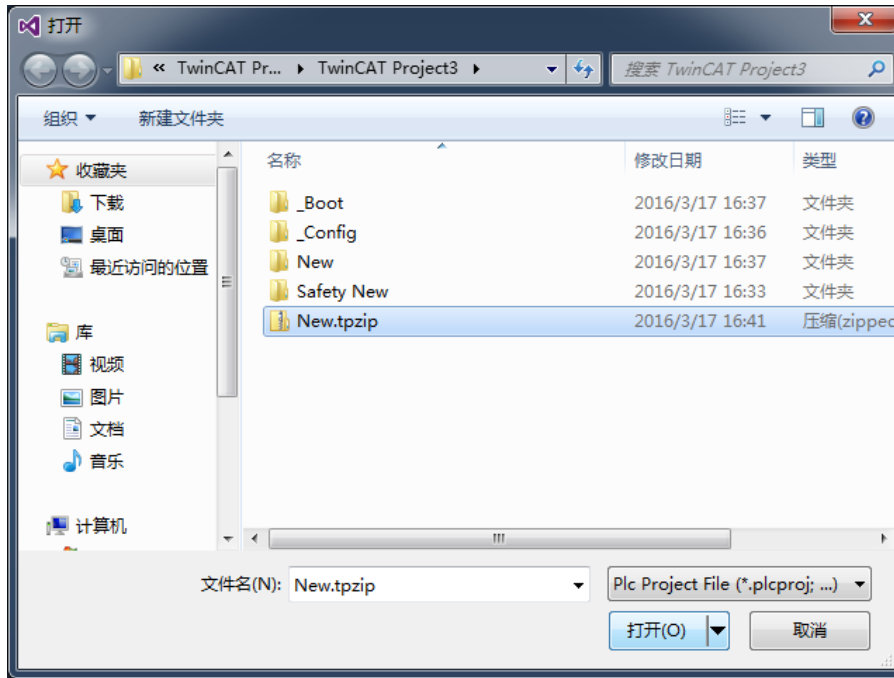 打开
« TwinCAT Pr... TwinCAT Project3 搜索 TwinCAT Project3
组织 新建文件夹
名称 修改日期 类型
收藏夹
下载
桌面
最近访问的位置
库
视频
图片
文档
音乐
计算机
_Boot 2016/3/17 16:37 文件夹
_Config 2016/3/17 16:36 文件夹
New 2016/3/17 16:37 文件夹
Safety New 2016/3/17 16:33 文件夹
New.tpzip 2016/3/17 16:41 压缩(zipped
文件名(N): New.tpzip Plc Project File (*.plcproj; ...)
打开(O) 取消